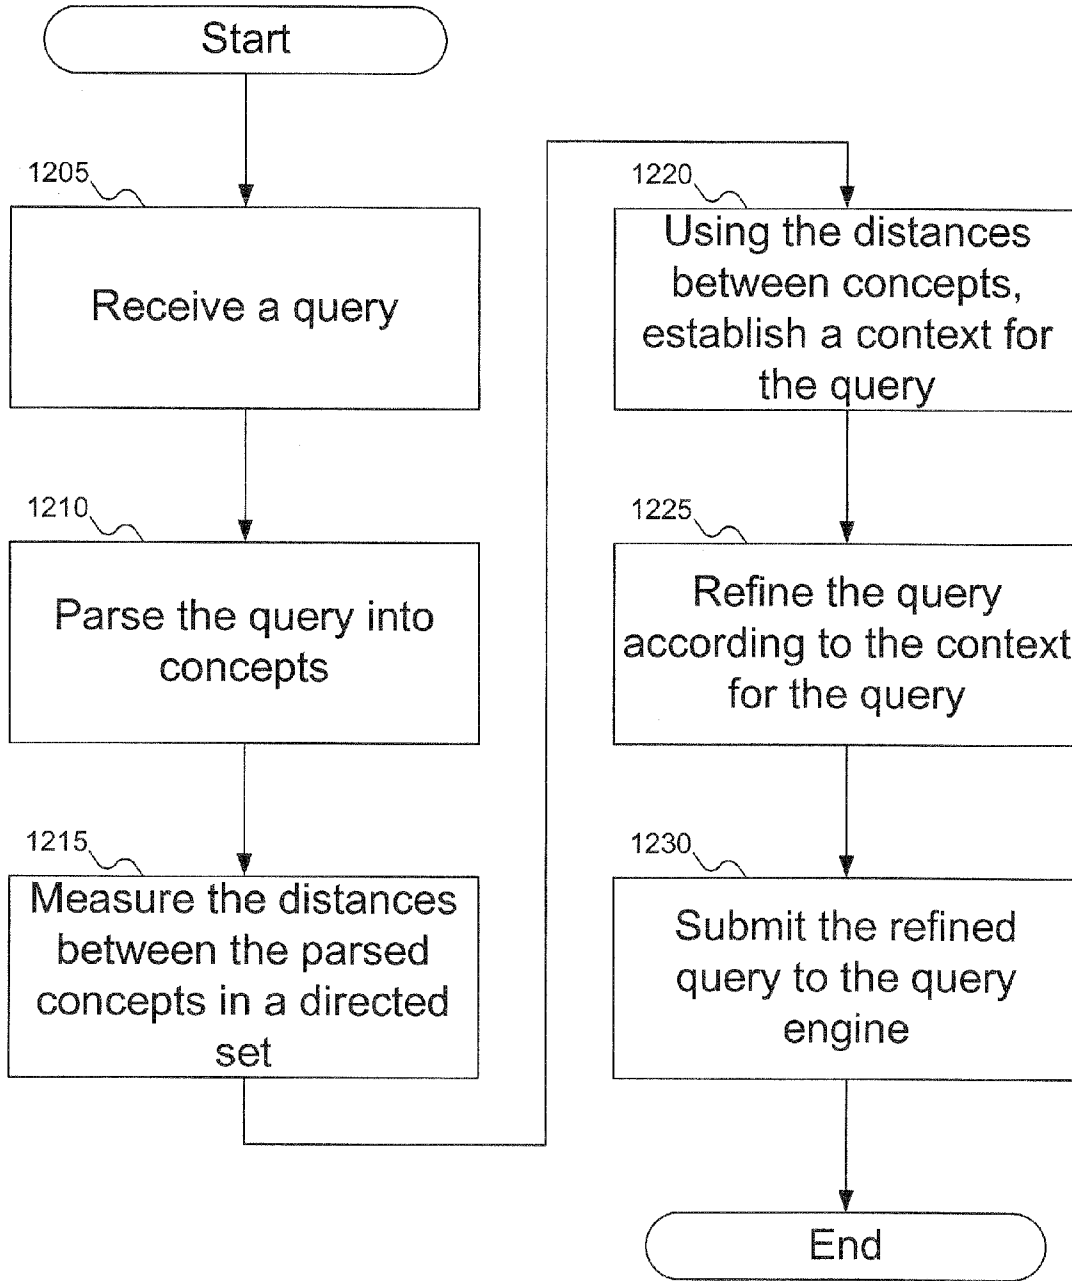 Start
1205
Receive a query
1210
Parse the query into
concepts
1215
Measure the distances
between the parsed
concepts in a directed
set
1220
Using the distances
between concepts,
establish a context for
the query
1225
Refine the query
according to the context
for the query
1230
Submit the refined
query to the query
engine
End